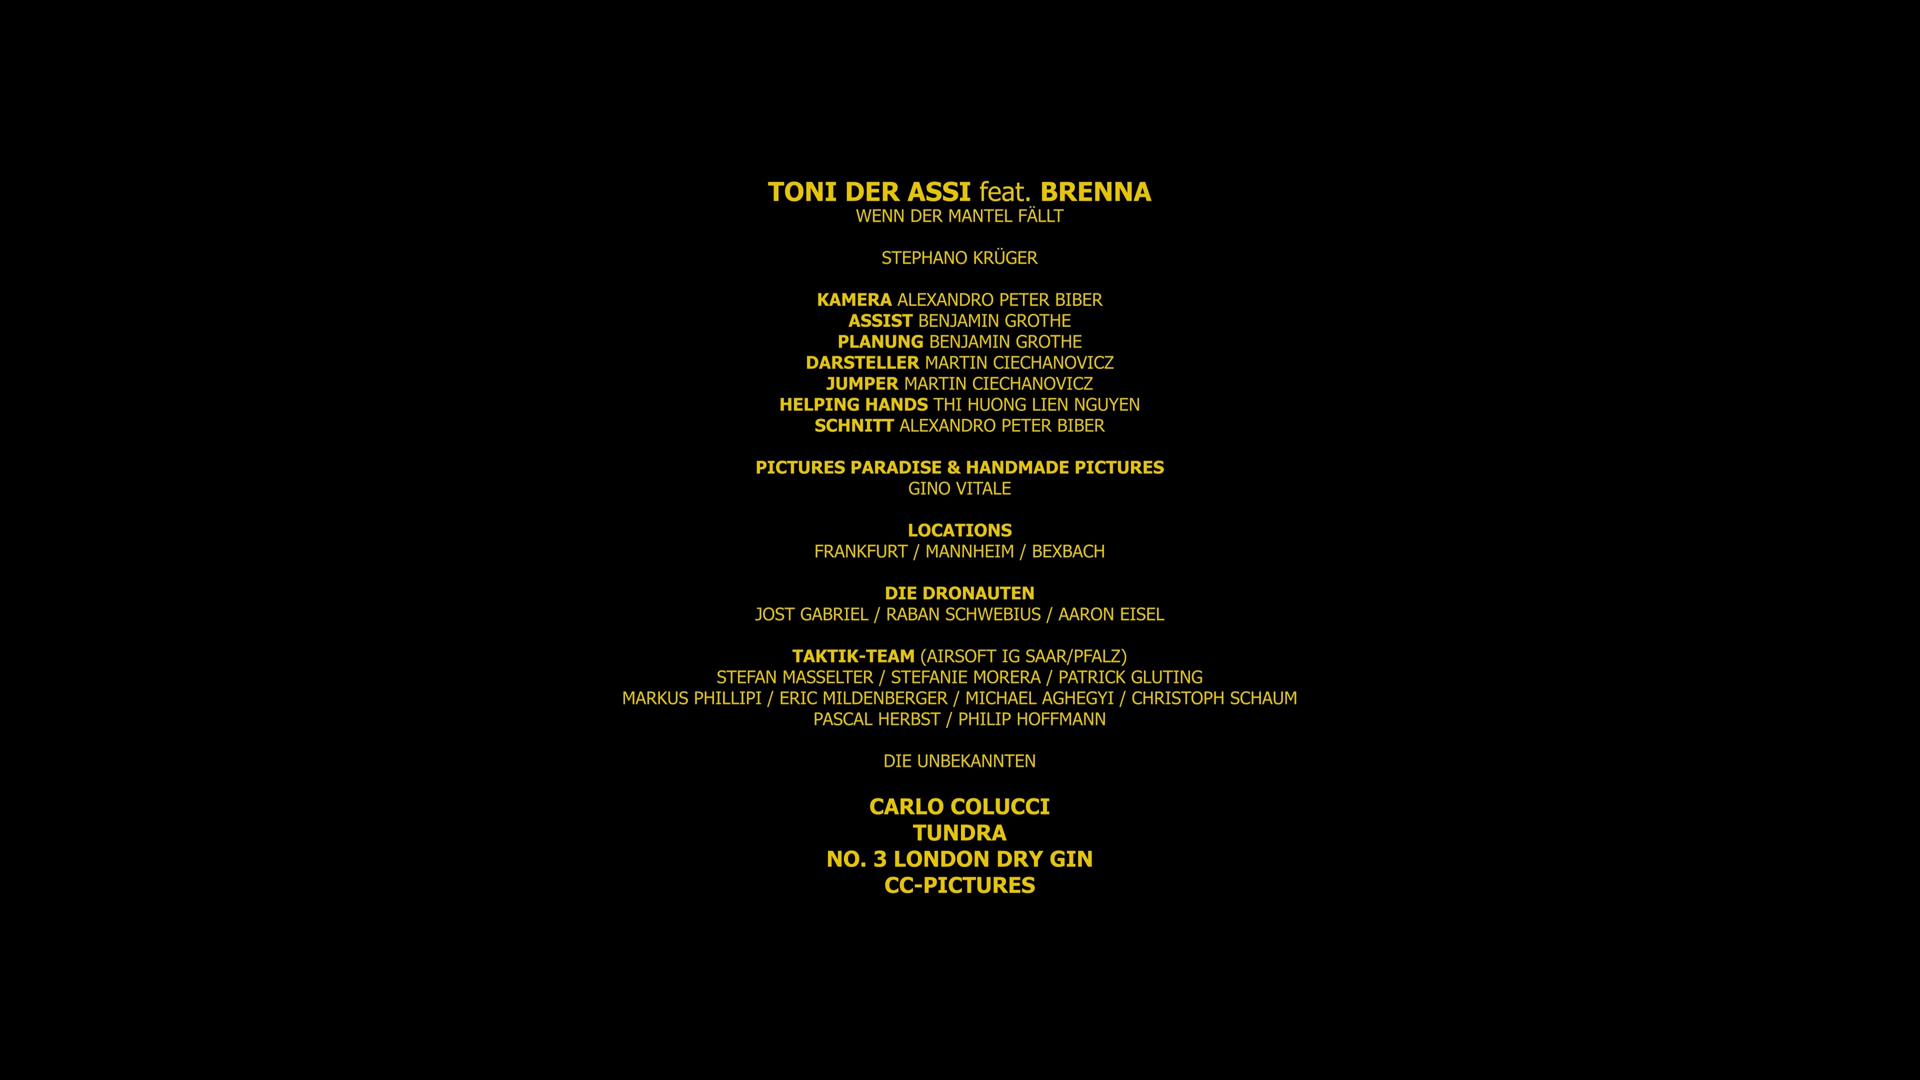 TONI DER ASSI feat. BRENNA
WENN DER MANTEL FÄLLT
STEPHANO KRÜGER
KAMERA ALEXANDRO PETER BIBER
ASSIST BENJAMIN GROTHE
PLANUNG BENJAMIN GROTHE
DARSTELLER MARTIN CIECHANOVICZ
JUMPER MARTIN CIECHANOVICZ
HELPING HANDS THI HUONG LIEN NGUYEN
SCHNITT ALEXANDRO PETER BIBER
PICTURES PARADISE & HANDMADE PICTURES
GINO VITALE
LOCATIONS
FRANKFURT / MANNHEIM / BEXBACH
DIE DRONAUTEN
JOST GABRIEL / RABAN SCHWEBIUS / AARON EISEL
TAKTIK-TEAM (AIRSOFT IG SAAR/PFALZ)
STEFAN MASSELTER / STEFANIE MORERA / PATRICK GLUTING
MARKUS PHILLIPI / ERIC MILDENBERGER / MICHAEL AGHEGYI / CHRISTOPH SCHAUM
PASCAL HERBST / PHILIP HOFFMANN
DIE UNBEKANNTEN
CARLO COLUCCI
TUNDRA
NO. 3 LONDON DRY GIN
CC-PICTURES